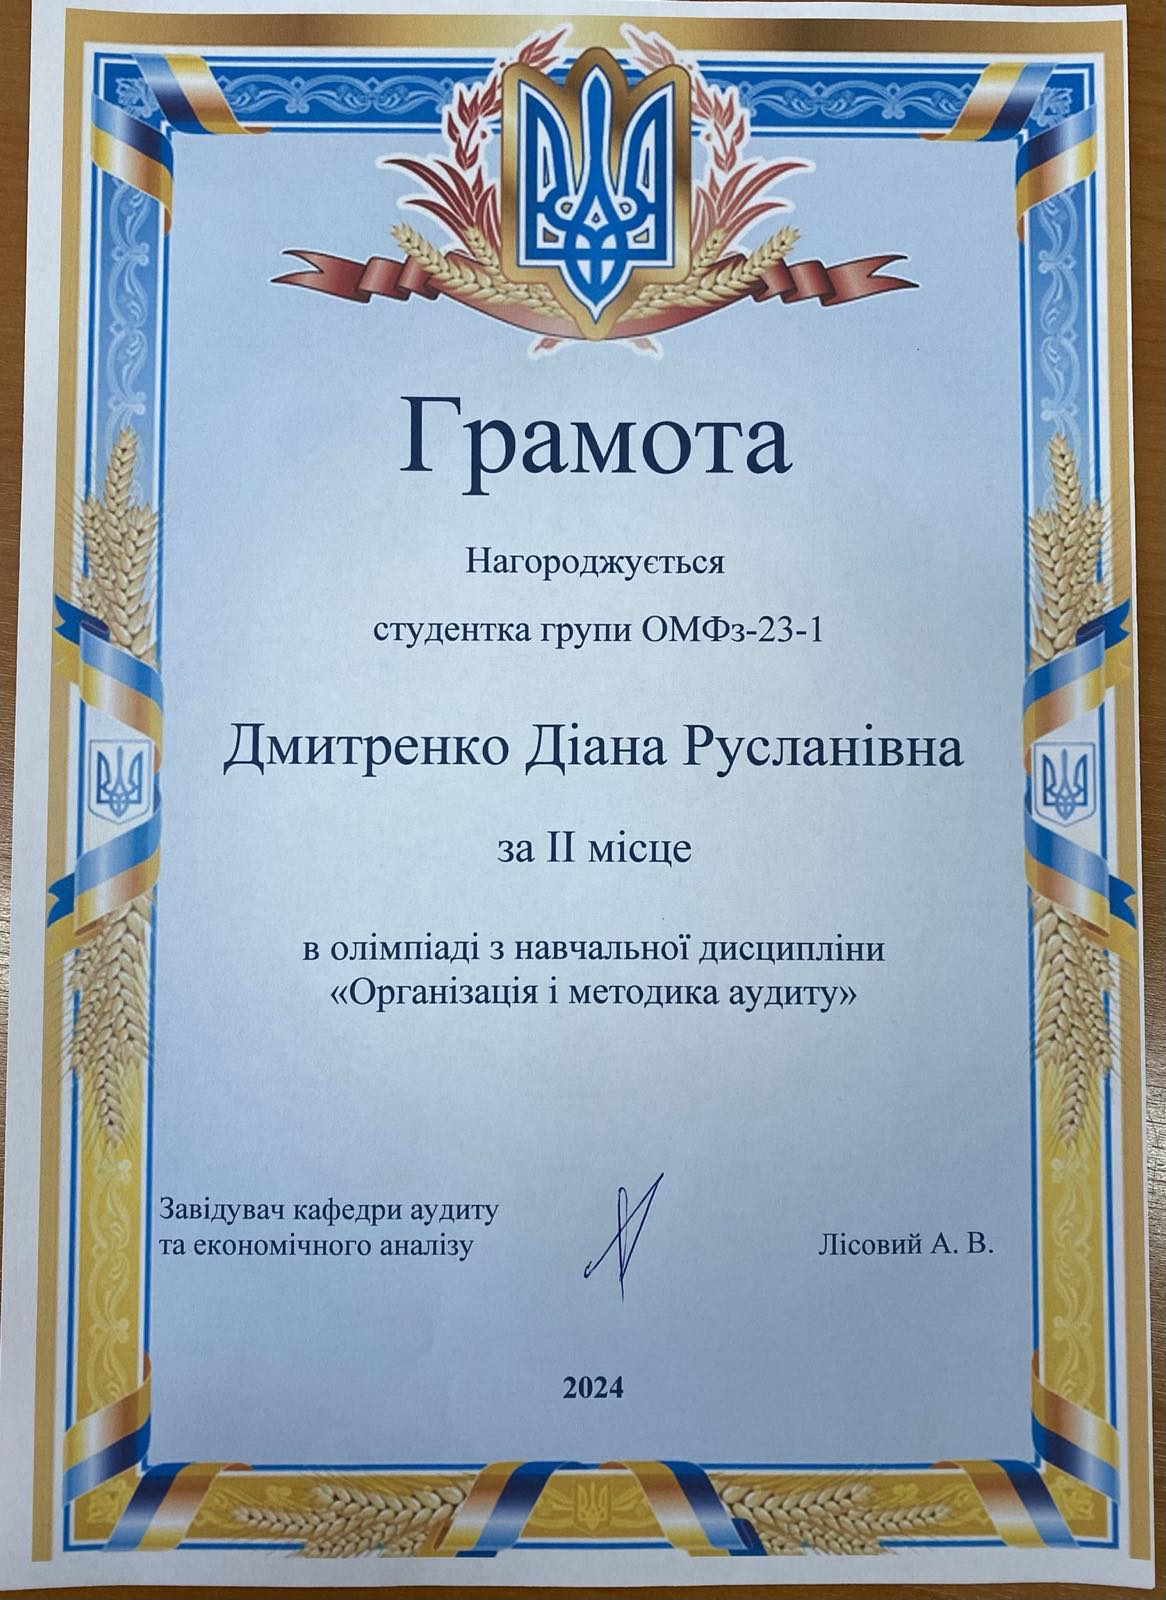 Грамота
Нагороджується
студентка групи ОМФз-23-1
Дмитренко Діана Русланівна
за ІІ місце
в олімпіаді з навчальної дисципліни
«Організація і методика аудиту»
Завідувач кафедри аудиту
та економічного аналізу
Лісовий А. В.
2024